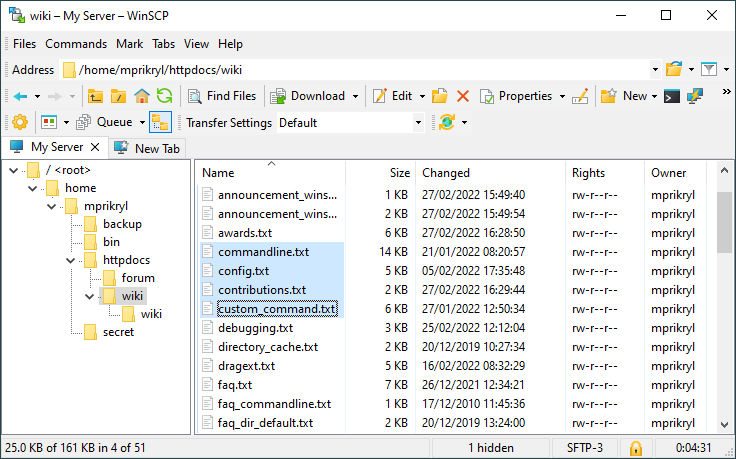 wiki – My Server – WinSCP
Files Commands Mark Tabs View Help
Address /home/mprikryl/httpdocs/wiki
Find Files Download Edit Properties New »
Queue Transfer Settings Default
My Server New Tab
/ <root>
home
mprikryl
backup
bin
httpdocs
forum
wiki
wiki
secret
Name Size Changed Rights Owner
announcement_wins... 1 KB 27/02/2022 15:49:40 rw-r--r-- mprikryl
announcement_wins... 2 KB 27/02/2022 15:49:54 rw-r--r-- mprikryl
awards.txt 6 KB 27/02/2022 16:28:50 rw-r--r-- mprikryl
commandline.txt 14 KB 21/01/2022 08:20:57 rw-r--r-- mprikryl
config.txt 5 KB 05/02/2022 17:35:48 rw-r--r-- mprikryl
contributions.txt 2 KB 27/02/2022 16:29:44 rw-r--r-- mprikryl
custom_command.txt 6 KB 27/01/2022 12:50:34 rw-r--r-- mprikryl
debugging.txt 3 KB 25/02/2022 12:12:04 rw-r--r-- mprikryl
directory_cache.txt 2 KB 20/12/2019 10:27:34 rw-r--r-- mprikryl
dragext.txt 5 KB 16/02/2022 08:32:29 rw-r--r-- mprikryl
faq.txt 7 KB 26/12/2021 12:34:21 rw-r--r-- mprikryl
faq_commandline.txt 1 KB 17/12/2010 11:45:36 rw-r--r-- mprikryl
faq_dir_default.txt 2 KB 20/12/2019 13:24:00 rw-r--r-- mprikryl
25.0 KB of 161 KB in 4 of 51 1 hidden SFTP-3 0:04:31